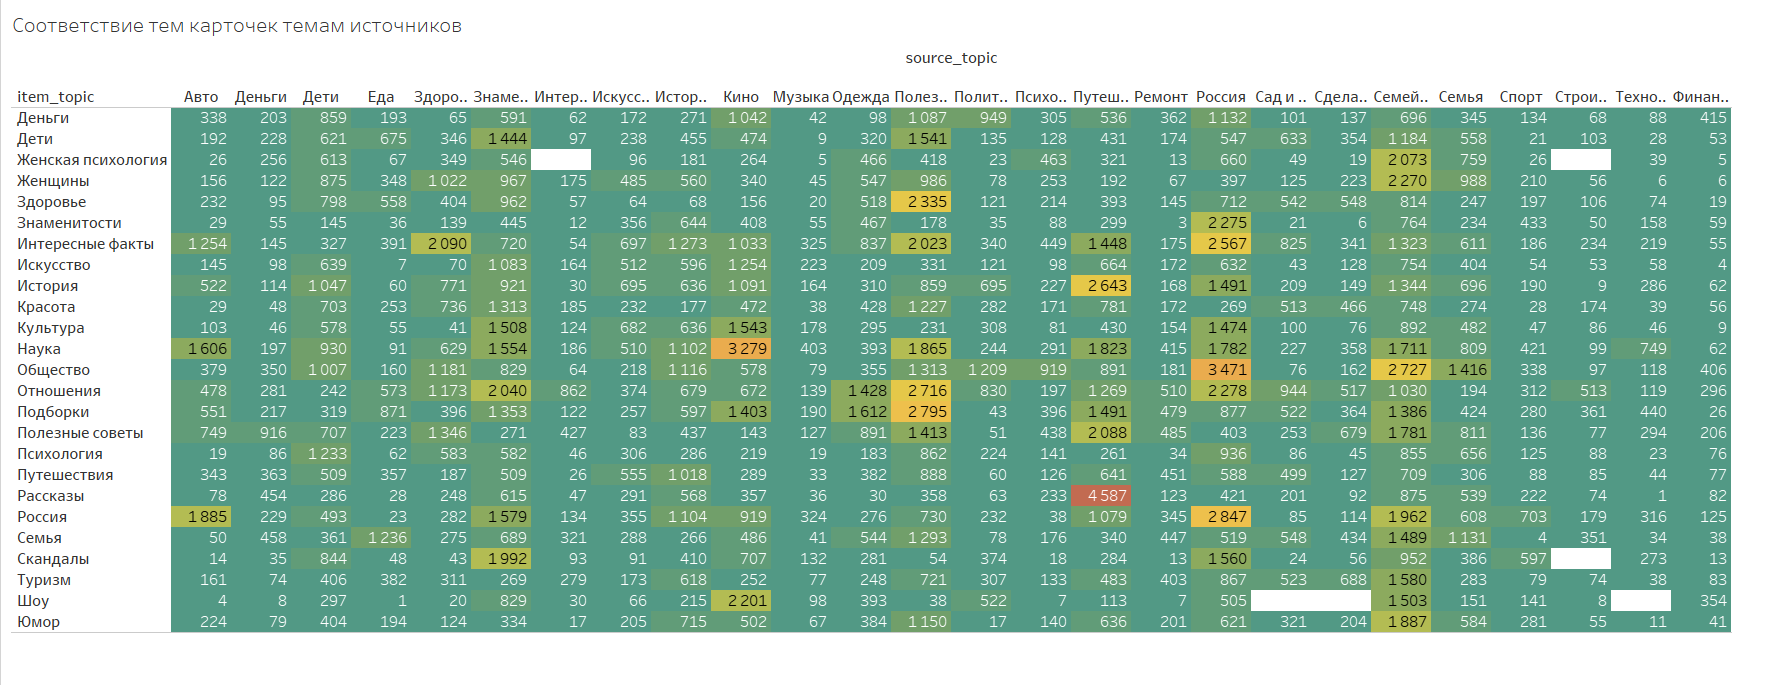 Соответствие тем карточек темам источников
source_topic
item_topic Авто Деньги Дети Еда Здоро.. Знаме.. Интер.. Искусс.. Истор.. Кино Музыка Одежда Полез.. Полит.. Психо.. Путеш.. Ремонт Россия Сад и .. Сдела.. Семей.. Семья Спорт Строи.. Техно.. Финан..
Деньги 338 203 859 193 65 591 62 172 271 1 042 42 98 1 087 949 305 536 362 1 132 101 137 696 345 134 68 88 415
Дети 192 228 621 675 346 1 444 97 238 455 474 9 320 1 541 135 128 431 174 547 633 354 1 184 558 21 103 28 53
Женская психология 26 256 613 67 349 546 96 181 264 5 466 418 23 463 321 13 660 49 19 2 073 759 26 39 5
Женщины 156 122 875 348 1 022 967 175 485 560 340 45 547 986 78 253 192 67 397 125 223 2 270 988 210 56 6 6
Здоровье 232 95 798 558 404 962 57 64 68 156 20 518 2 335 121 214 393 145 712 542 548 814 247 197 106 74 19
Знаменитости 29 55 145 36 139 445 12 356 644 408 55 467 178 35 88 299 3 2 275 21 6 764 234 433 50 158 59
Интересные факты 1 254 145 327 391 2 090 720 54 697 1 273 1 033 325 837 2 023 340 449 1 448 175 2 567 825 341 1 323 611 186 234 219 55
Искусство 145 98 639 7 70 1 083 164 512 596 1 254 223 209 331 121 98 664 172 632 43 128 754 404 54 53 58 4
История 522 114 1 047 60 771 921 30 695 636 1 091 164 310 859 695 227 2 643 168 1 491 209 149 1 344 696 190 9 286 62
Красота 29 48 703 253 736 1 313 185 232 177 472 38 428 1 227 282 171 781 172 269 513 466 748 274 28 174 39 56
Культура 103 46 578 55 41 1 508 124 682 636 1 543 178 295 231 308 81 430 154 1 474 100 76 892 482 47 86 46 9
Наука 1 606 197 930 91 629 1 554 186 510 1 102 3 279 403 393 1 865 244 291 1 823 415 1 782 227 358 1 711 809 421 99 749 62
Общество 379 350 1 007 160 1 181 829 64 218 1 116 578 79 355 1 313 1 209 919 891 181 3 471 76 162 2 727 1 416 338 97 118 406
Отношения 478 281 242 573 1 173 2 040 862 374 679 672 139 1 428 2 716 830 197 1 269 510 2 278 944 517 1 030 194 312 513 119 296
Подборки 551 217 319 871 396 1 353 122 257 597 1 403 190 1 612 2 795 43 396 1 491 479 877 522 364 1 386 424 280 361 440 26
Полезные советы 749 916 707 223 1 346 271 427 83 437 143 127 891 1 413 51 438 2 088 485 403 253 679 1 781 811 136 77 294 206
Психология 19 86 1 233 62 583 582 46 306 286 219 19 183 862 224 141 261 34 936 86 45 855 656 125 88 23 76
Путешествия 343 363 509 357 187 509 26 555 1 018 289 33 382 888 60 126 641 451 588 499 127 709 306 88 85 44 77
Рассказы 78 454 286 28 248 615 47 291 568 357 36 30 358 63 233 4 587 123 421 201 92 875 539 222 74 1 82
Россия 1 885 229 493 23 282 1 579 134 355 1 104 919 324 276 730 232 38 1 079 345 2 847 85 114 1 962 608 703 179 316 125
Семья 50 458 361 1 236 275 689 321 288 266 486 41 544 1 293 78 176 340 447 519 548 434 1 489 1 131 4 351 34 38
Скандалы 14 35 844 48 43 1 992 93 91 410 707 132 281 54 374 18 284 13 1 560 24 56 952 386 597 273 13
Туризм 161 74 406 382 311 269 279 173 618 252 77 248 721 307 133 483 403 867 523 688 1 580 283 79 74 38 83
Шоу 4 8 297 1 20 829 30 66 215 2 201 98 393 38 522 7 113 7 505 1 503 151 141 8 354
Юмор 224 79 404 194 124 334 17 205 715 502 67 384 1 150 17 140 636 201 621 321 204 1 887 584 281 55 11 41